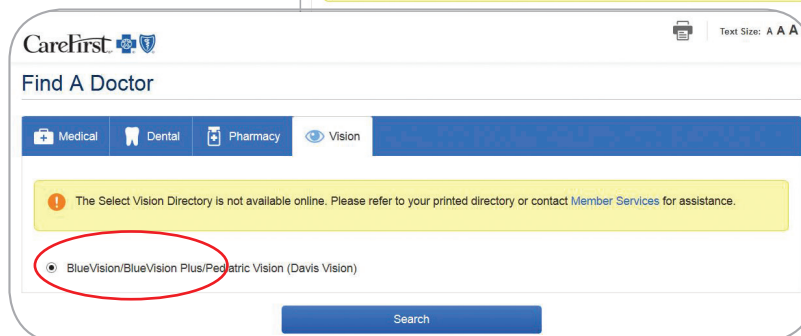 CareFirst
Text Size: A A A
Find A Doctor
Medical
Dental
Pharmacy
Vision
The Select Vision Directory is not available online. Please refer to your printed directory or contact Member Services for assistance.
BlueVision/BlueVision Plus/Pediatric Vision (Davis Vision)
Search